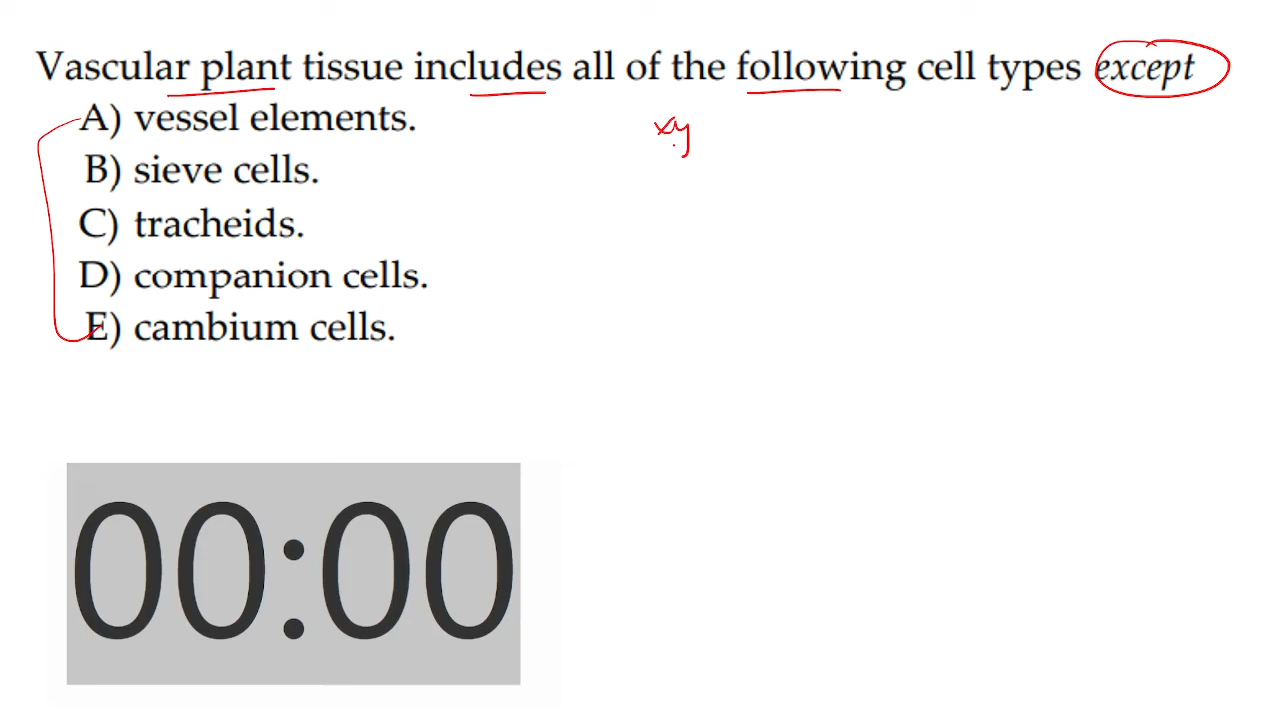 Vascular plant tissue includes all of the following cell types except
A) vessel elements.
xy
B) sieve cells.
C) tracheids.
D) companion cells.
E) cambium cells.
00:00